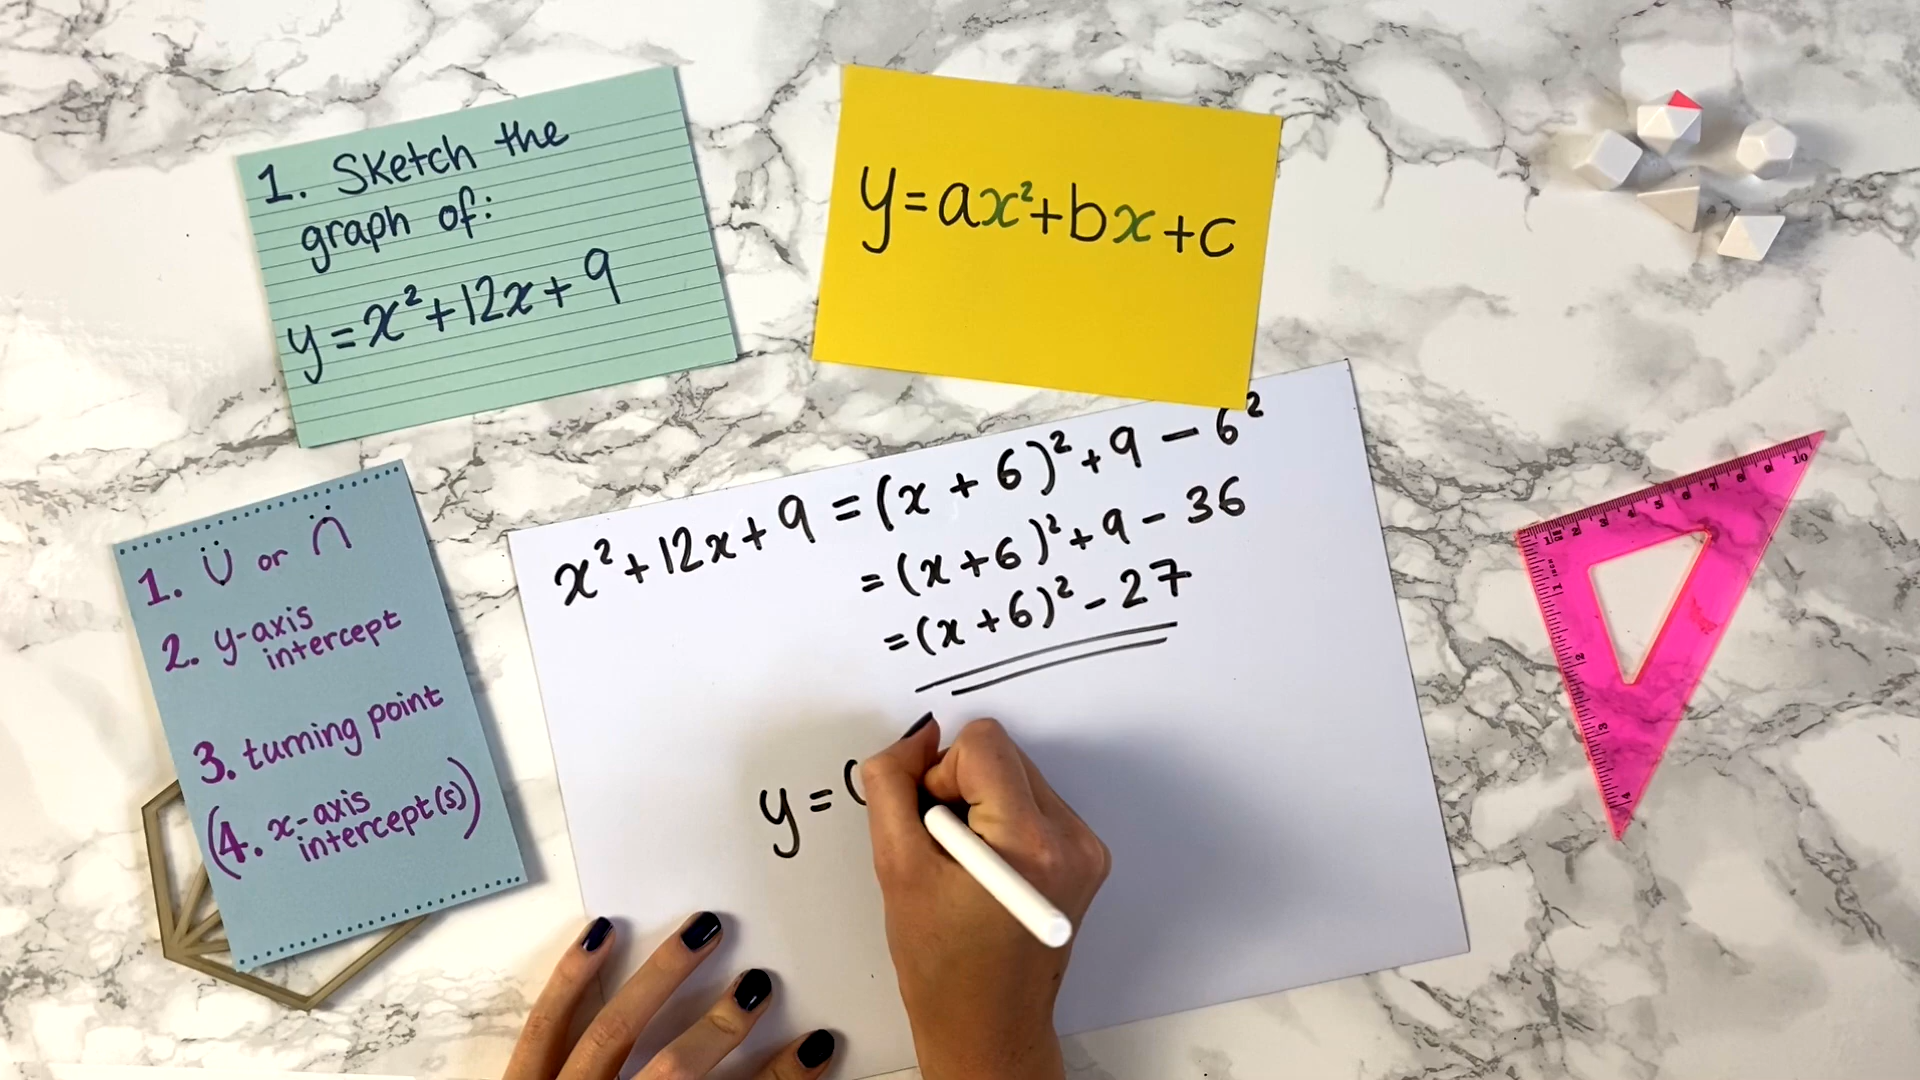 1. Sketch the
graph of:
y=x²+12x+9
y=ax²+bx+c
1. Ü or n̈
2. y-axis
intercept
3. turning point
(4. x-axis
intercept(s))
x²+12x+9=(x+6)²+9-6²
=(x+6)²+9-36
=(x+6)²-27
y=(